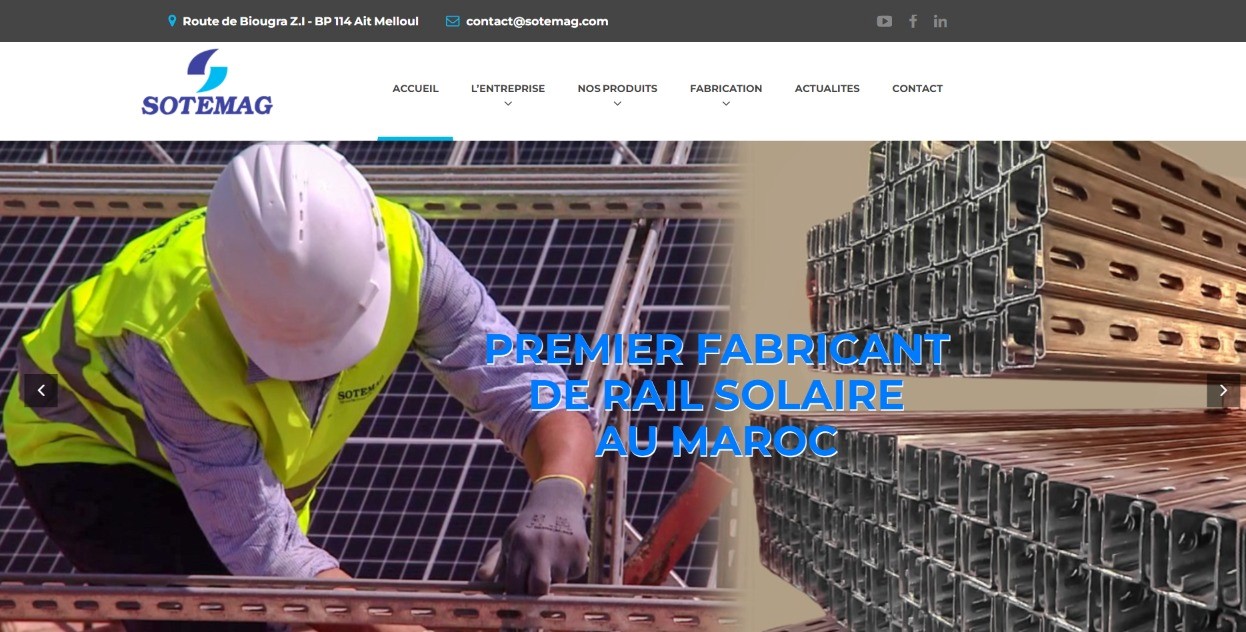 Route de Biougra Z.I - BP 114 Ait Melloul
contact@sotemag.com
SOTEMAG
ACCUEIL
L'ENTREPRISE
NOS PRODUITS
FABRICATION
ACTUALITES
CONTACT
SOTEMAG
PREMIER FABRICANT
DE RAIL SOLAIRE
AU MAROC